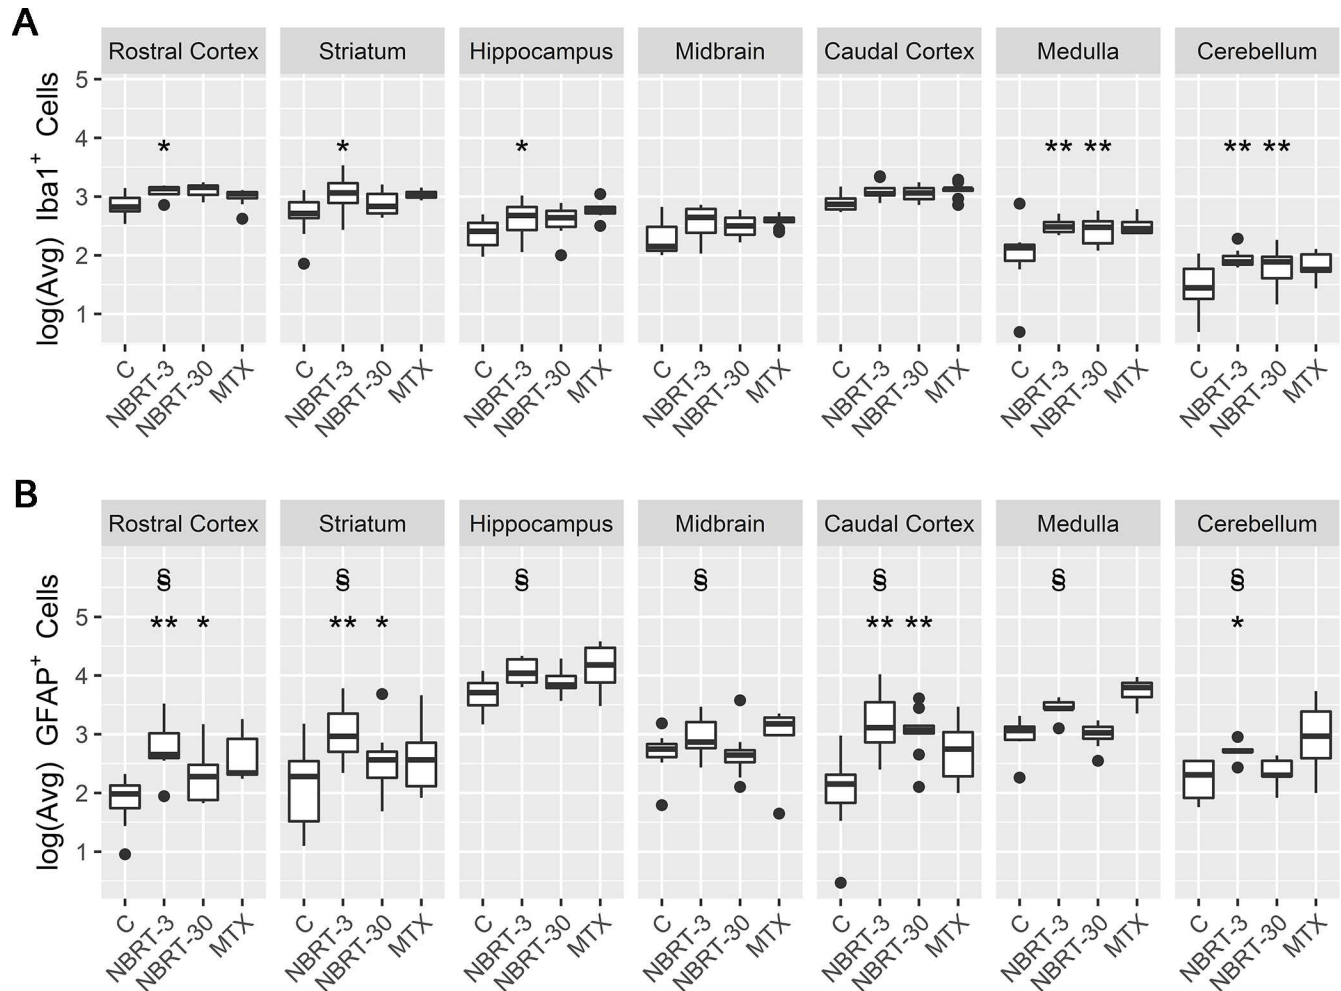 A
Rostral Cortex Striatum Hippocampus Midbrain Caudal Cortex Medulla Cerebellum
log(Avg) Iba1+ Cells
5
4
3
2
1
* * * ** ** ** **
C NBRT-3 NBRT-30 MTX C NBRT-3 NBRT-30 MTX C NBRT-3 NBRT-30 MTX C NBRT-3 NBRT-30 MTX C NBRT-3 NBRT-30 MTX C NBRT-3 NBRT-30 MTX C NBRT-3 NBRT-30 MTX
B
Rostral Cortex Striatum Hippocampus Midbrain Caudal Cortex Medulla Cerebellum
log(Avg) GFAP+ Cells
§ § § § § § §
5
4
3
2
1
** * ** * ** ** *
C NBRT-3 NBRT-30 MTX C NBRT-3 NBRT-30 MTX C NBRT-3 NBRT-30 MTX C NBRT-3 NBRT-30 MTX C NBRT-3 NBRT-30 MTX C NBRT-3 NBRT-30 MTX C NBRT-3 NBRT-30 MTX